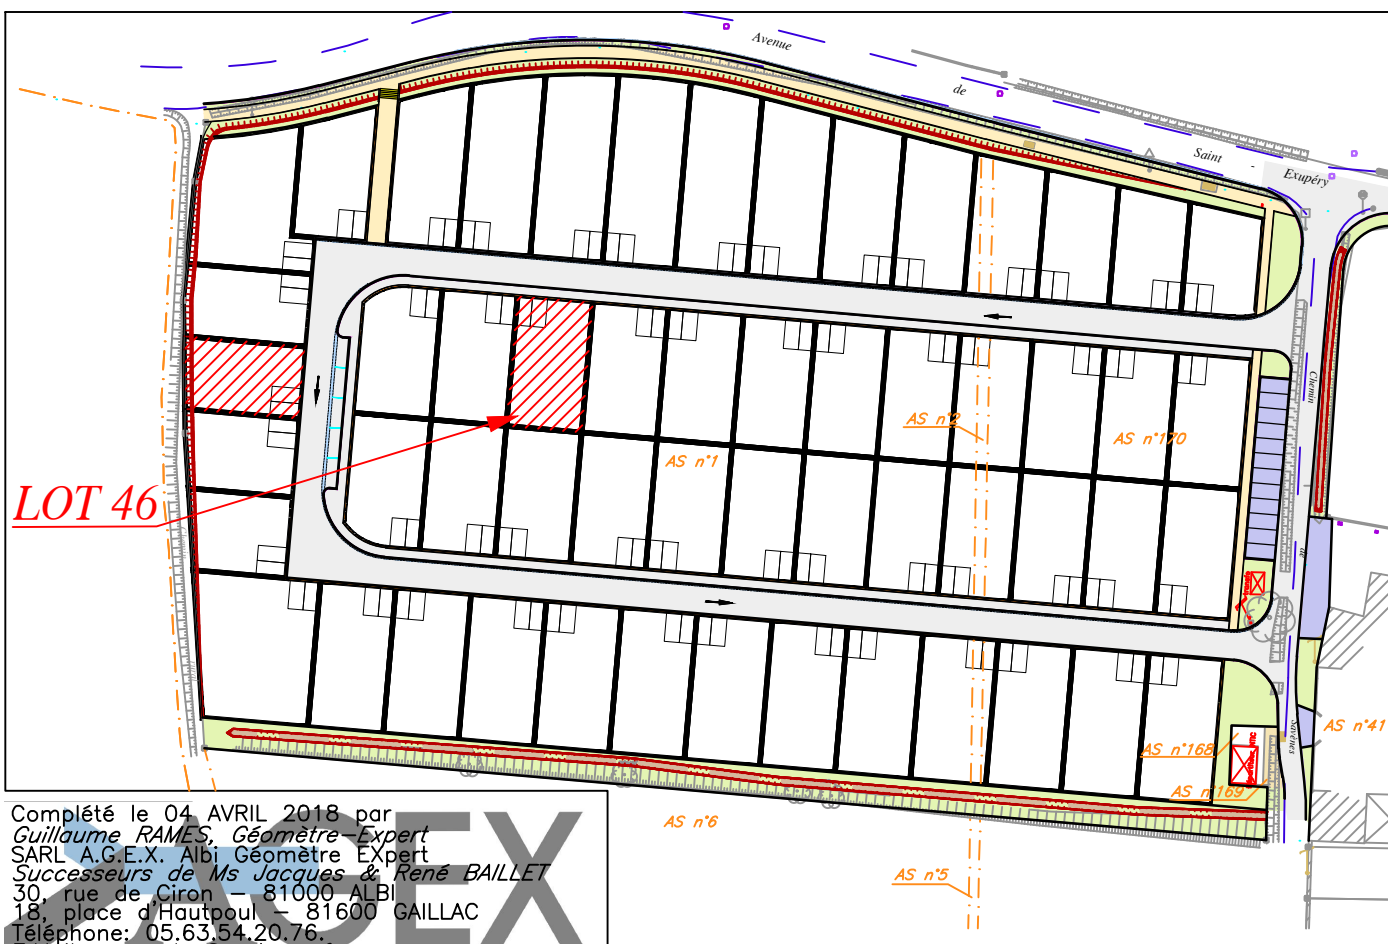 Avenue
de
Saint -
Exupéry
Chemin
de
Savènes
AS n°2
AS n°170
AS n°1
LOT 46
AS n°41
AS n°168
AS n°169
AS n°6
AS n°5
Complété le 04 AVRIL 2018 par
Guillaume RAMES, Géomètre-Expert
SARL A.G.E.X. Albi Géomètre EXpert
Successeurs de Ms Jacques & René BAILLET
30, rue de Ciron - 81000 ALBI
18, place d'Hautpoul - 81600 GAILLAC
Téléphone: 05.63.54.20.76.
AGEX